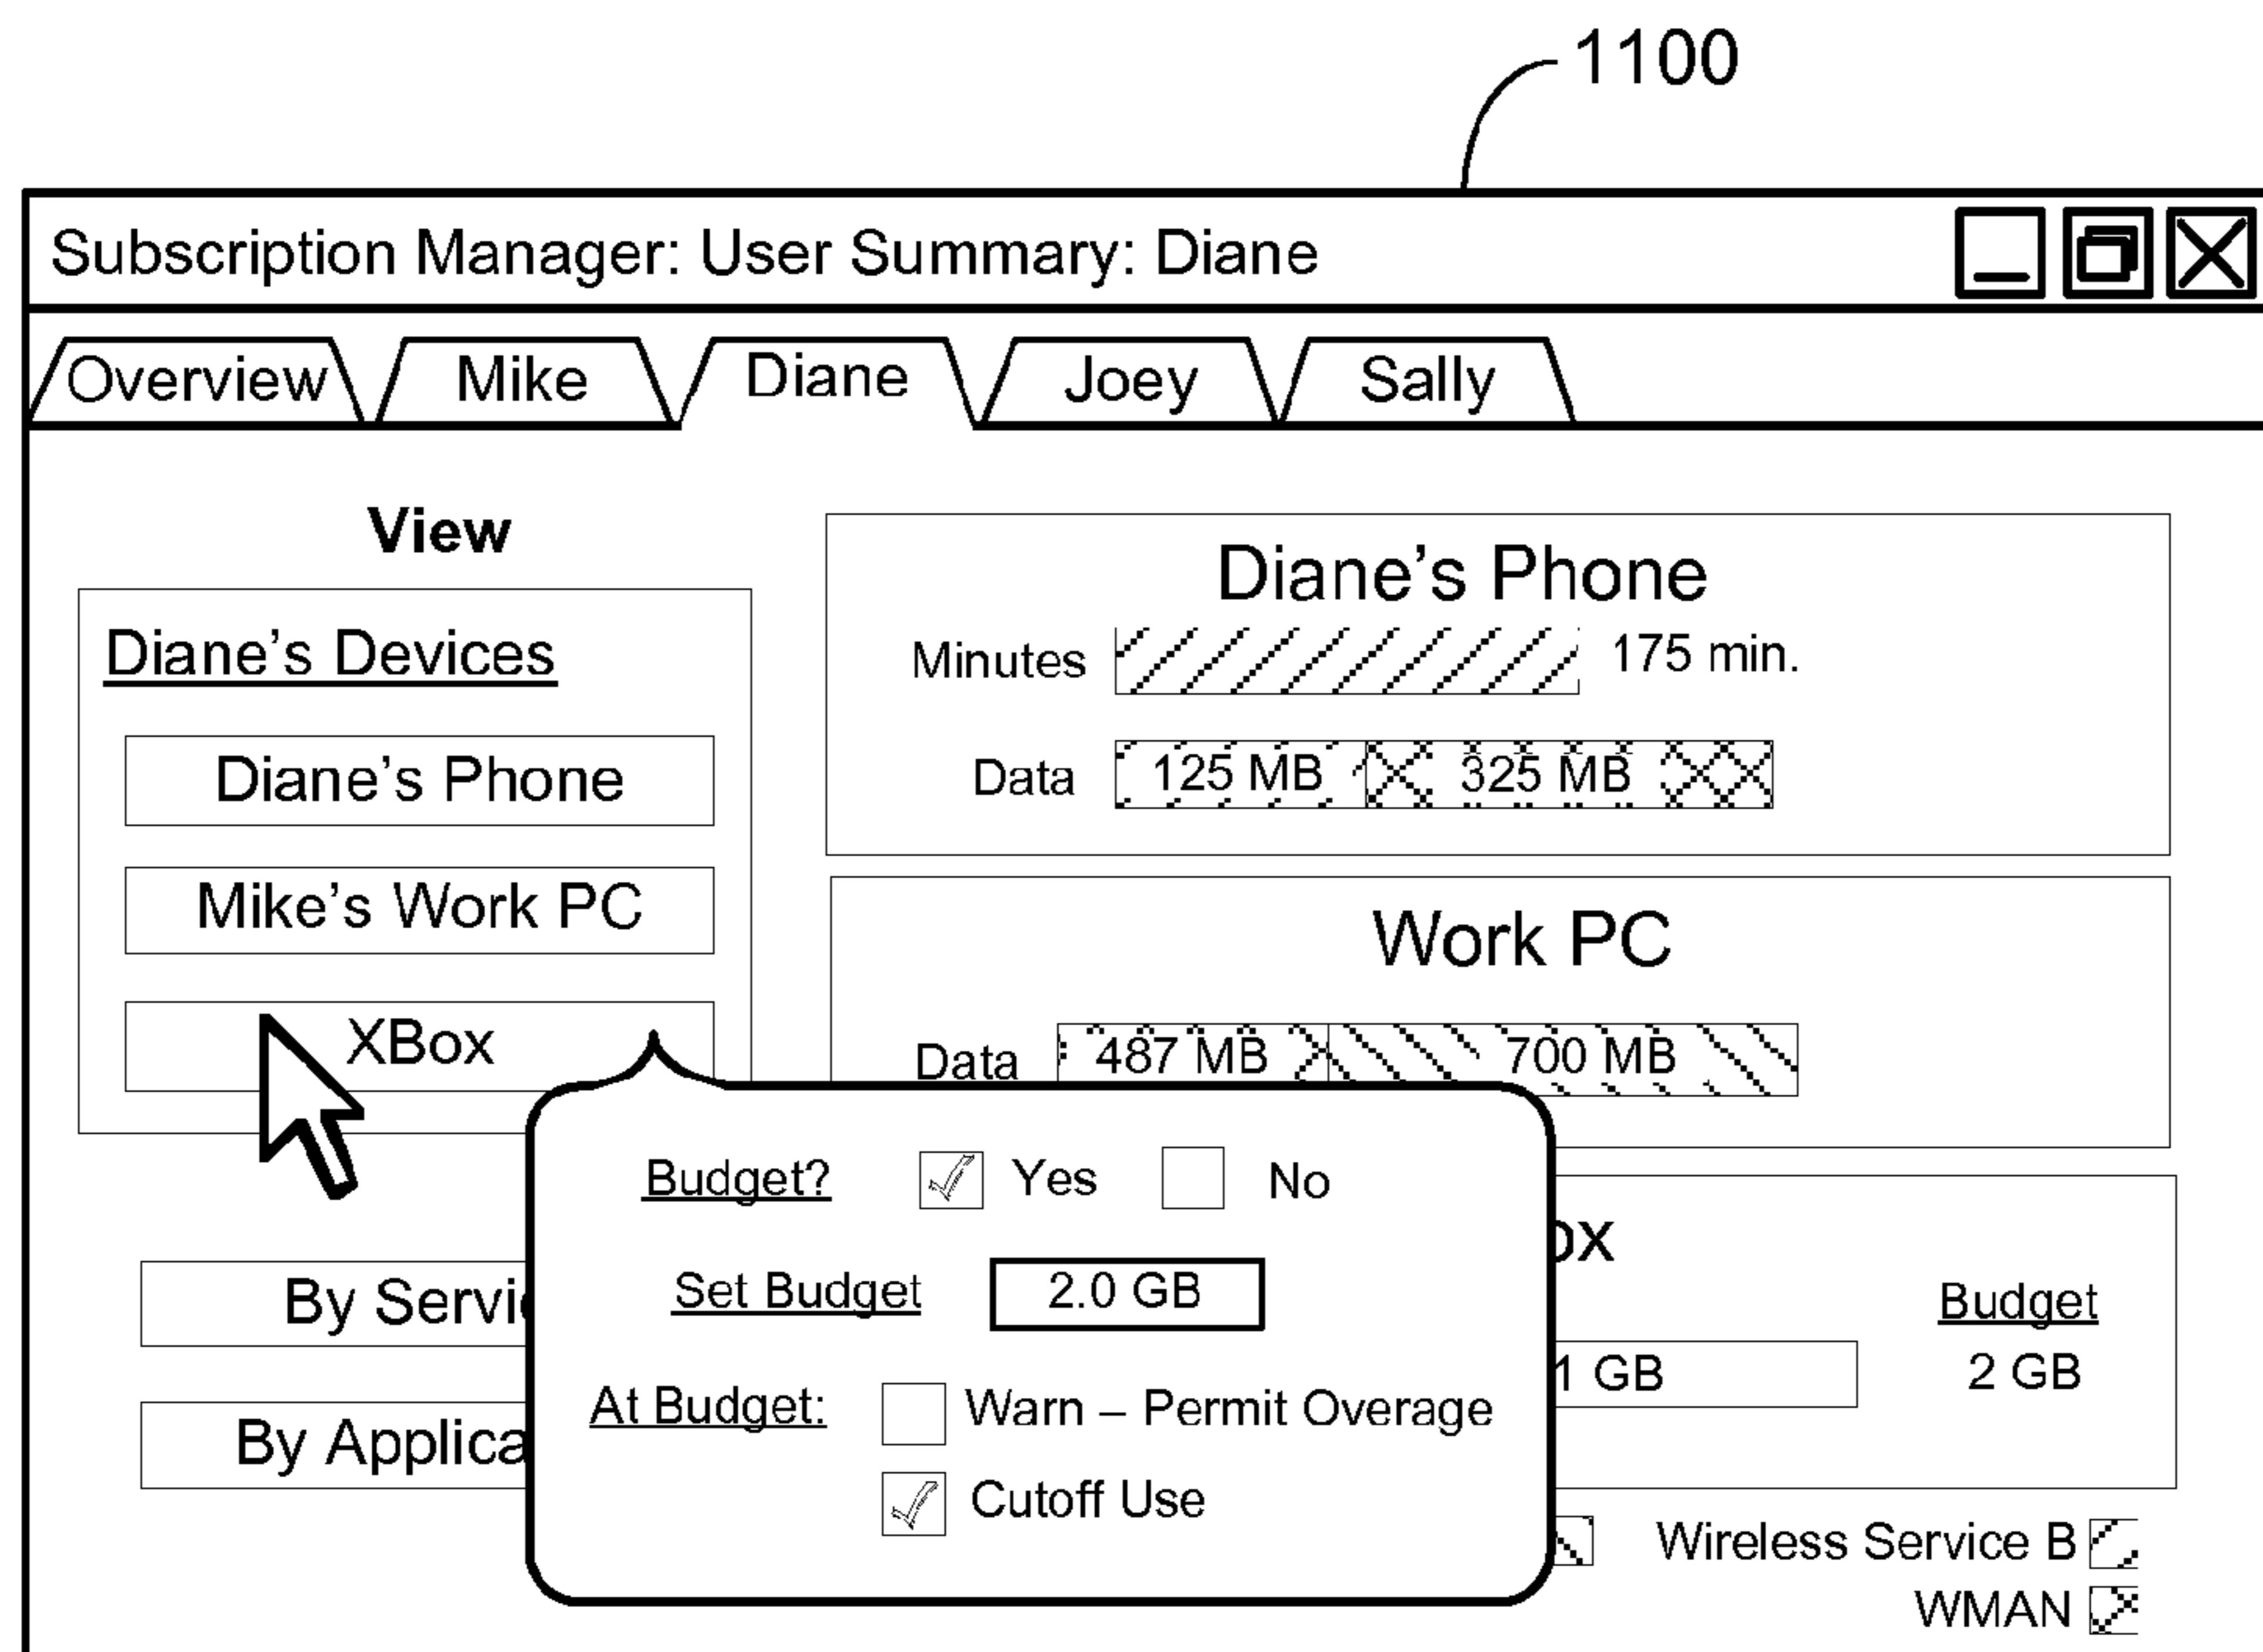 1100
Subscription Manager: User Summary: Diane
Overview
Mike
Diane
Joey
Sally
View
Diane's Devices
Diane's Phone
Mike's Work PC
XBox
Diane's Phone
Minutes
175 min.
Data
125 MB
325 MB
Work PC
Data
487 MB
700 MB
Budget?
Yes
No
Set Budget
2.0 GB
At Budget:
Warn – Permit Overage
Cutoff Use
By
By
Budget
1 GB
2 GB
Wireless Service B
WMAN